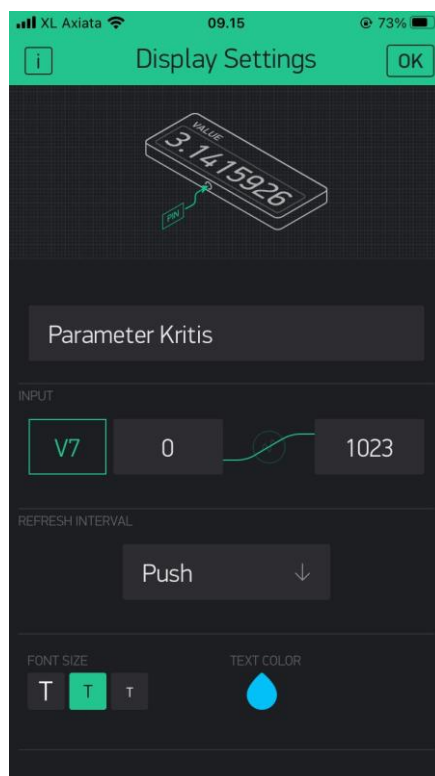 XL Axiata 09.15 73%
i Display Settings OK
VALUE
3.1415926
PIN
Parameter Kritis
INPUT
V7 0 1023
REFRESH INTERVAL
Push
FONT SIZE TEXT COLOR
T T T